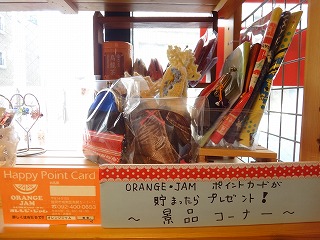 Happy Point Card
ORANGE
JAM
ORANGE・JAM ポイントカードが
貯まったら プレゼント!
〜 景品 コーナー 〜